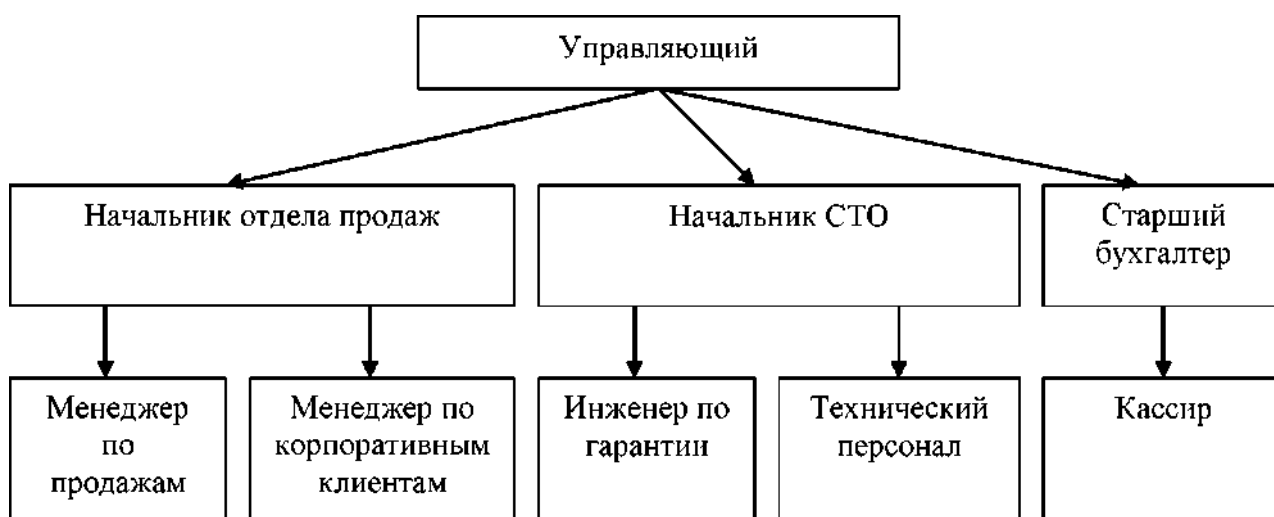 Управляющий
Начальник отдела продаж
Начальник СТО
Старший
бухгалтер
Менеджер
по
продажам
Менеджер по
корпоративным
клиентам
Инженер по
гарантии
Технический
персонал
Кассир